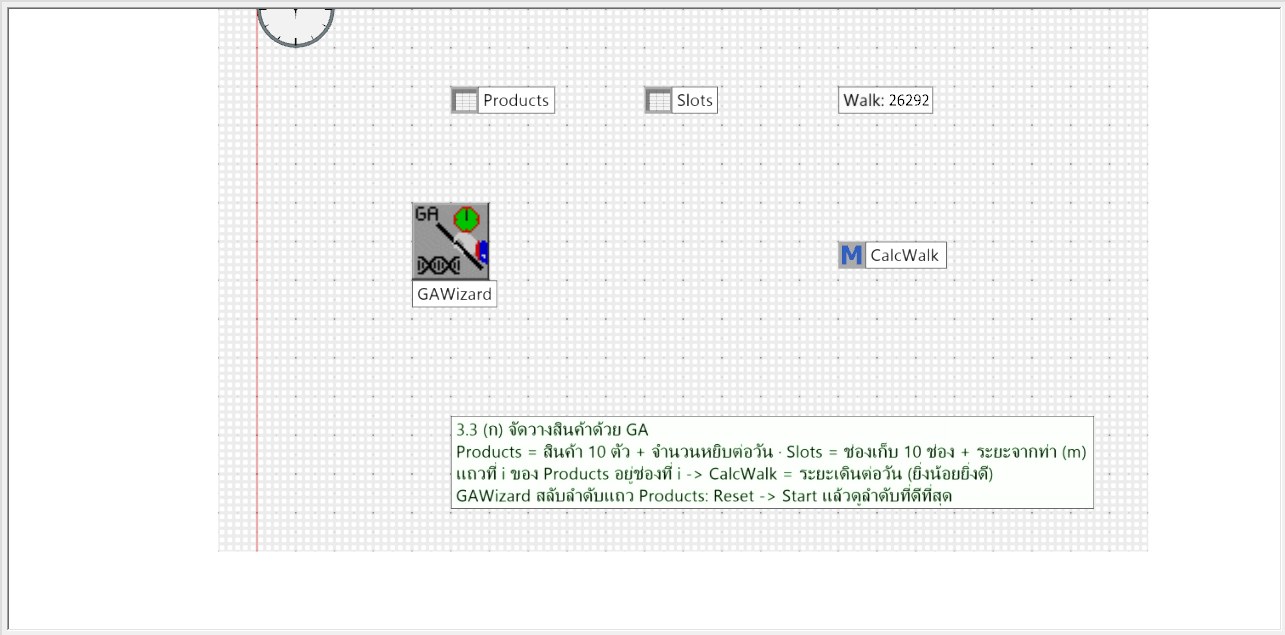 Products
Slots
Walk: 26292
GA
GAWizard
M
CalcWalk
3.3 (ก) จัดวางสินค้าด้วย GA
Products = สินค้า 10 ตัว + จำนวนหยิบต่อวัน · Slots = ช่องเก็บ 10 ช่อง + ระยะจากท่า (m)
แถวที่ i ของ Products อยู่ช่องที่ i -> CalcWalk = ระยะเดินต่อวัน (ยิ่งน้อยยิ่งดี)
GAWizard สลับลำดับแถว Products: Reset -> Start แล้วดูลำดับที่ดีที่สุด